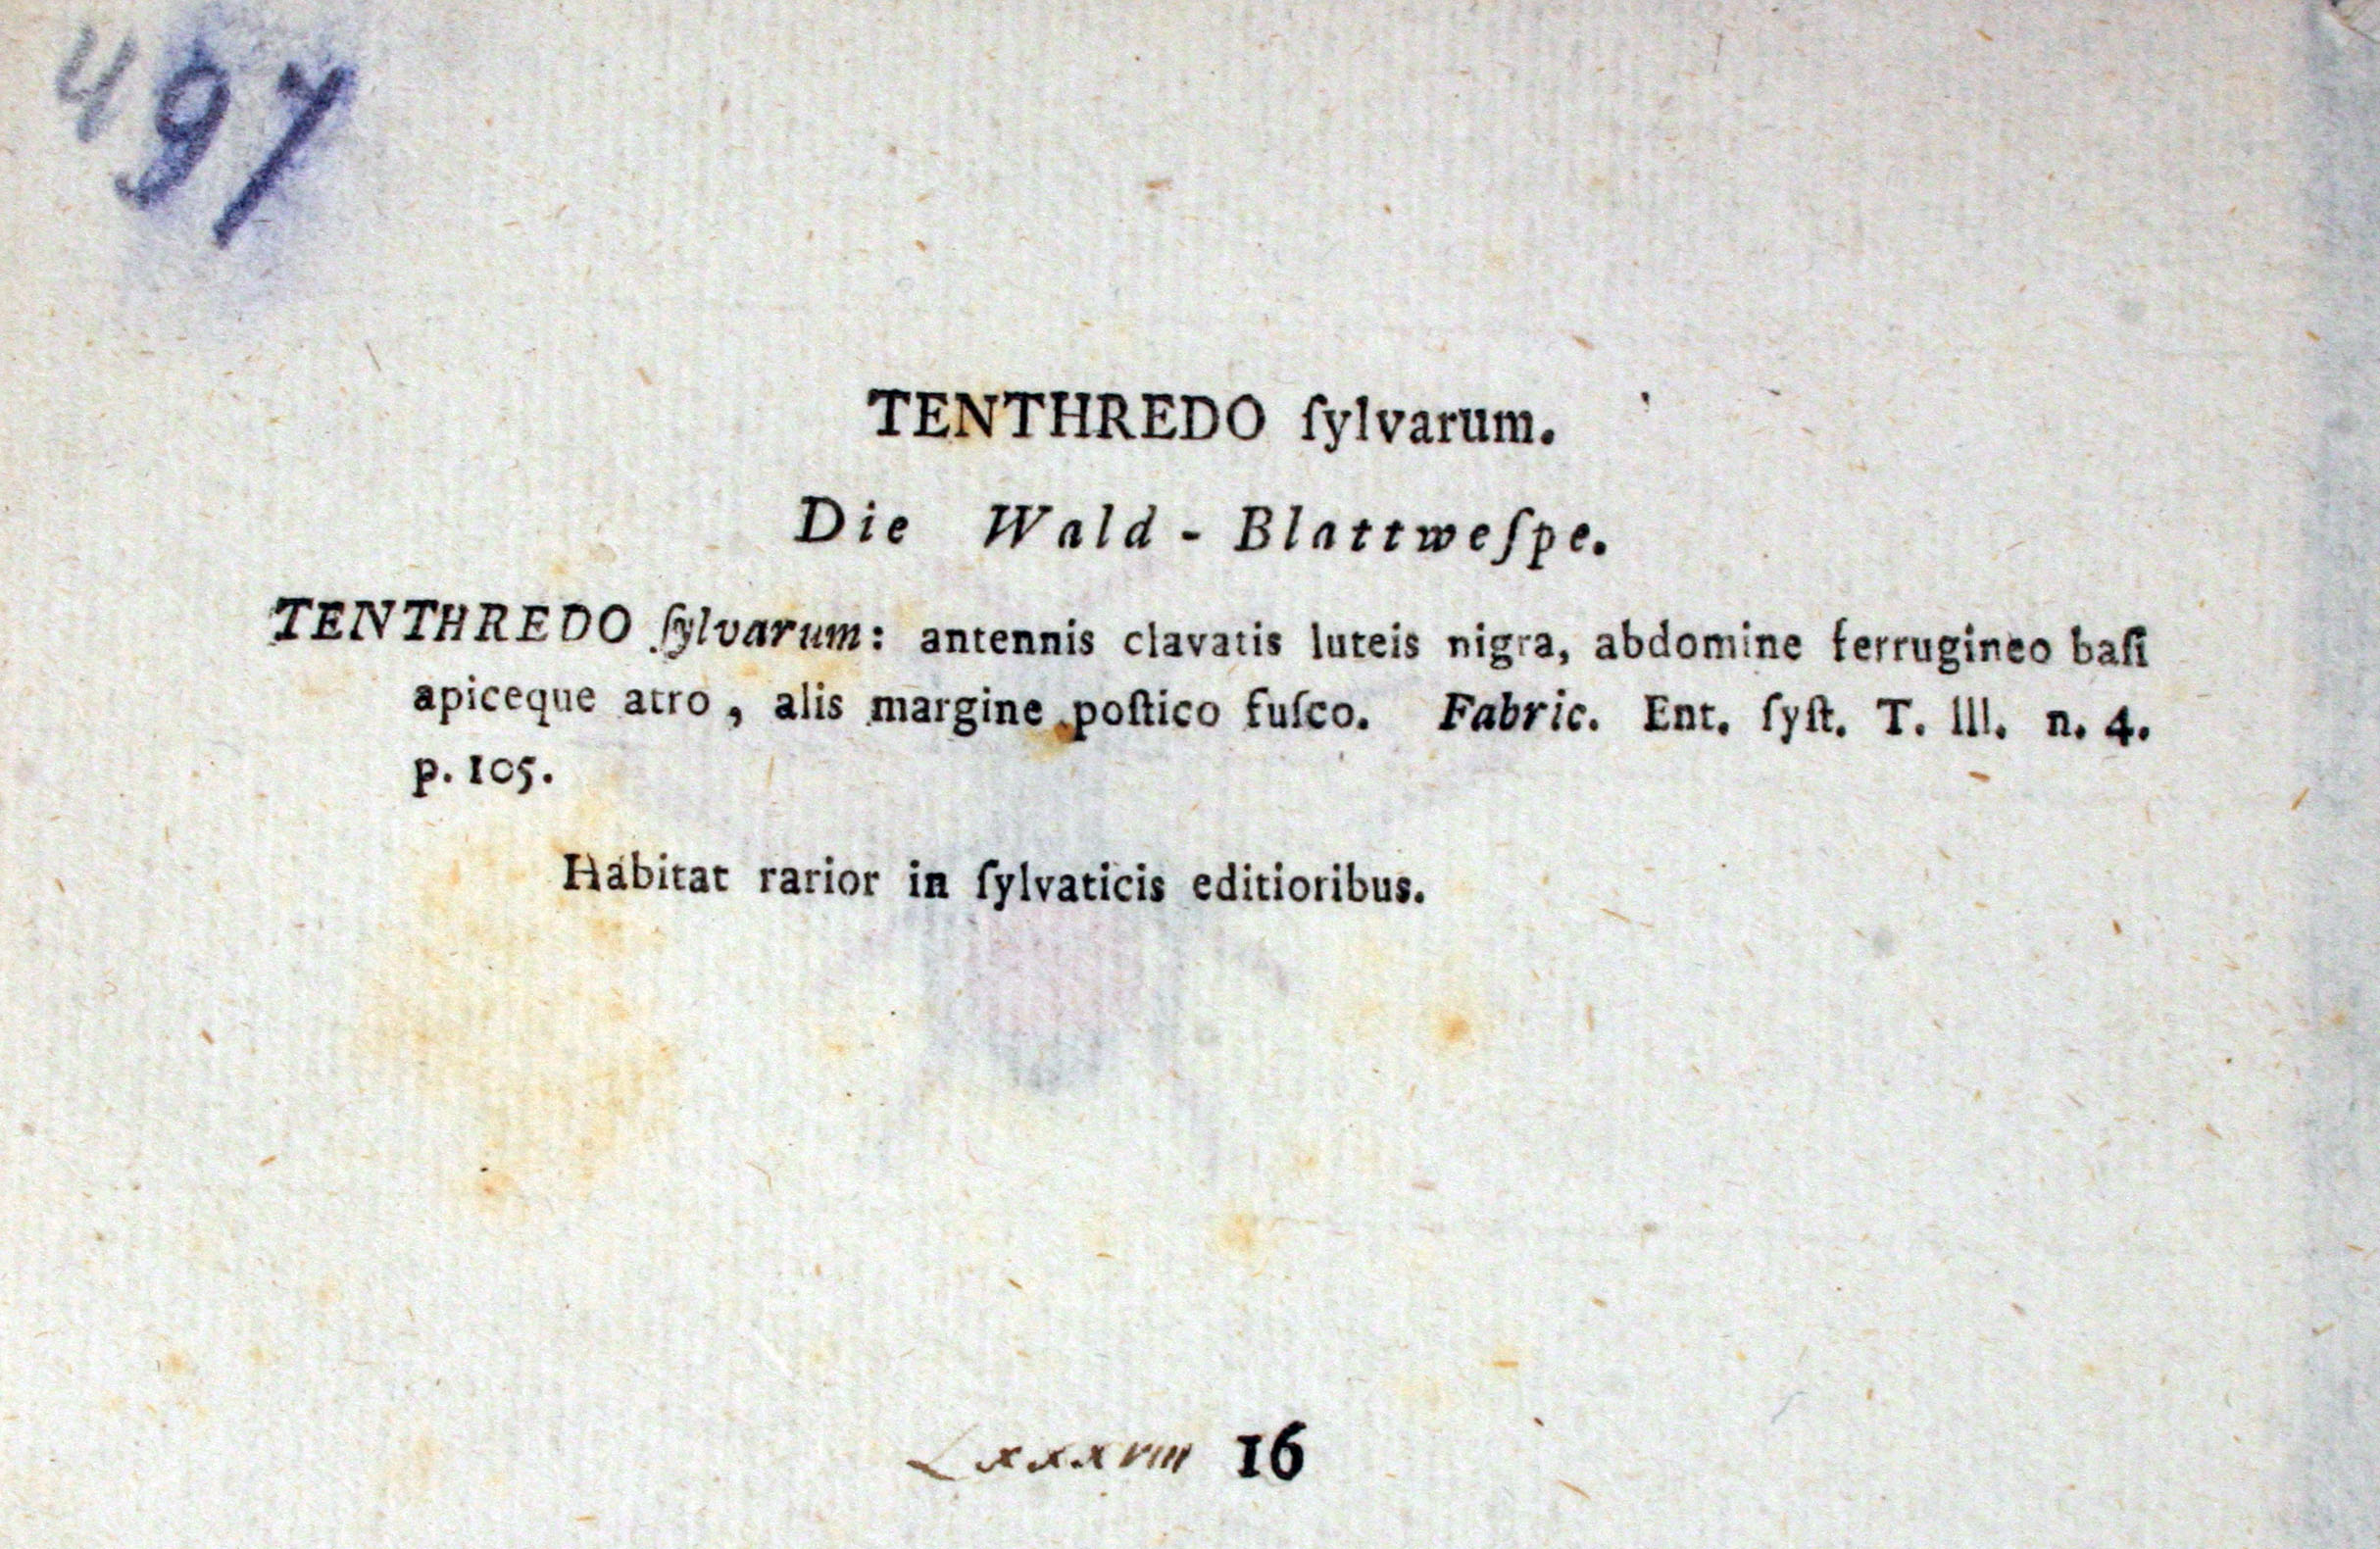 497
TENTHREDO ſylvarum.
Die Wald - Blattweſpe.
TENTHREDO ſylvarum: antennis clavatis luteis nigra, abdomine ferrugineo baſi
apiceque atro, alis margine poſtico fuſco. Fabric. Ent. ſyſt. T. III. n. 4.
p. 105.
Habitat rarior in ſylvaticis editioribus.
Lxxxviii 16